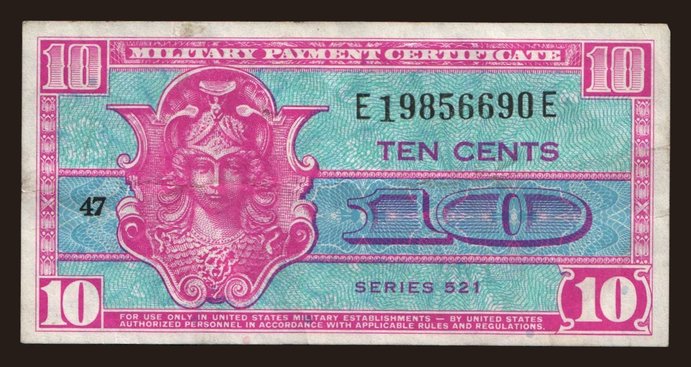 10 MILITARY PAYMENT CERTIFICATE 10
E19856690E
TEN CENTS
47
10
SERIES 521
10 10
FOR USE ONLY IN UNITED STATES MILITARY ESTABLISHMENTS — BY UNITED STATES
AUTHORIZED PERSONNEL IN ACCORDANCE WITH APPLICABLE RULES AND REGULATIONS.